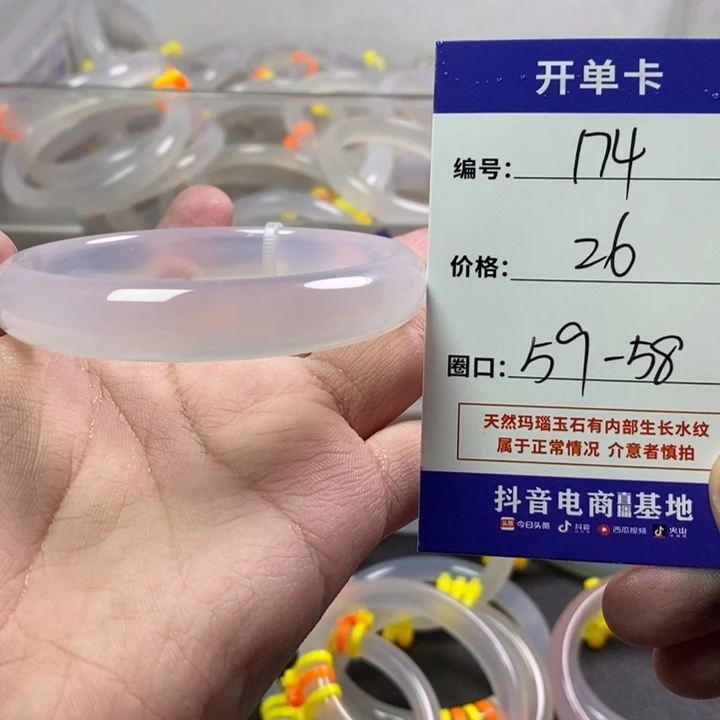 开单卡
编号: 174
价格: 26
圈口: 59-58
天然玛瑙玉石有内部生长水纹
属于正常情况 介意者慎拍
抖音电商直播基地
头条 今日头条 抖音 西瓜视频 火山